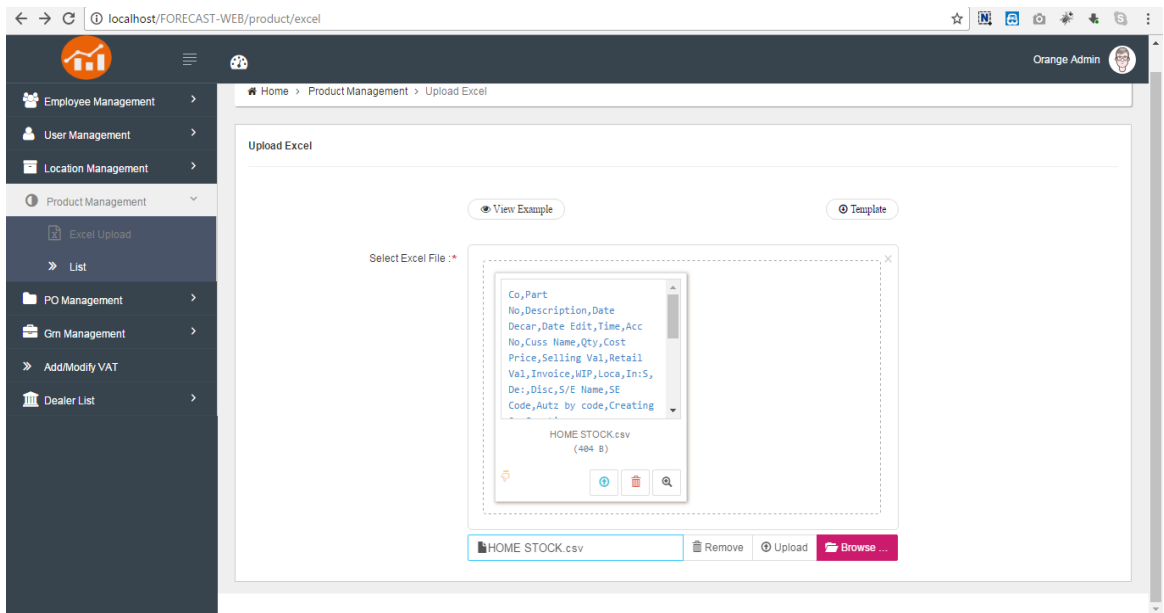 localhost/FORECAST-WEB/product/excel
Orange Admin
Home > Product Management > Upload Excel
Employee Management
User Management
Location Management
Product Management
Excel Upload
List
PO Management
Grn Management
Add/Modify VAT
Dealer List
Upload Excel
View Example
Template
Select Excel File :*
Co,Part
No,Description,Date
Decar,Date Edit,Time,Acc
No,Cuss Name,Qty,Cost
Price,Selling Val,Retail
Val,Invoice,WIP,Loca,In:S,
De:,Disc,S/E Name,SE
Code,Autz by code,Creating
HOME STOCK.csv
(404 B)
HOME STOCK.csv
Remove
Upload
Browse ...